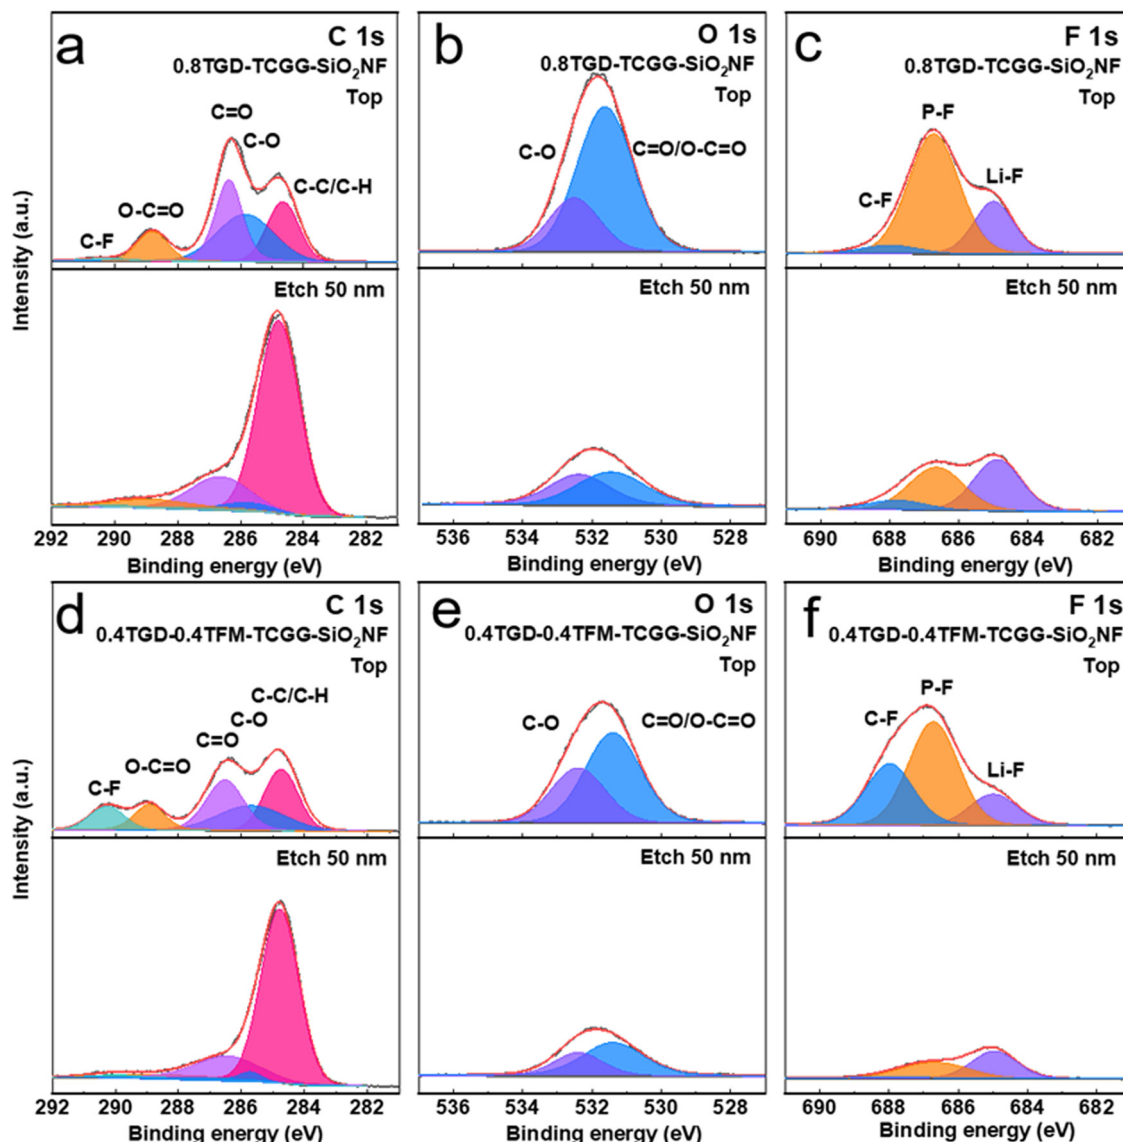 a
C 1s
0.8TGD-TCGG-SiO₂NF
Top
C=O
C-O
C-C/C-H
O-C=O
C-F
Etch 50 nm
292 290 288 286 284 282
Binding energy (eV)
Intensity (a.u.)
b
O 1s
0.8TGD-TCGG-SiO₂NF
Top
C-O
C=O/O-C=O
Etch 50 nm
536 534 532 530 528
Binding energy (eV)
c
F 1s
0.8TGD-TCGG-SiO₂NF
Top
P-F
Li-F
C-F
Etch 50 nm
690 688 686 684 682
Binding energy (eV)
d
C 1s
0.4TGD-0.4TFM-TCGG-SiO₂NF
Top
C-C/C-H
C-O
C=O
O-C=O
C-F
Etch 50 nm
292 290 288 286 284 282
Binding energy (eV)
Intensity (a.u.)
e
O 1s
0.4TGD-0.4TFM-TCGG-SiO₂NF
Top
C-O
C=O/O-C=O
Etch 50 nm
536 534 532 530 528
Binding energy (eV)
f
F 1s
0.4TGD-0.4TFM-TCGG-SiO₂NF
Top
P-F
C-F
Li-F
Etch 50 nm
690 688 686 684 682
Binding energy (eV)